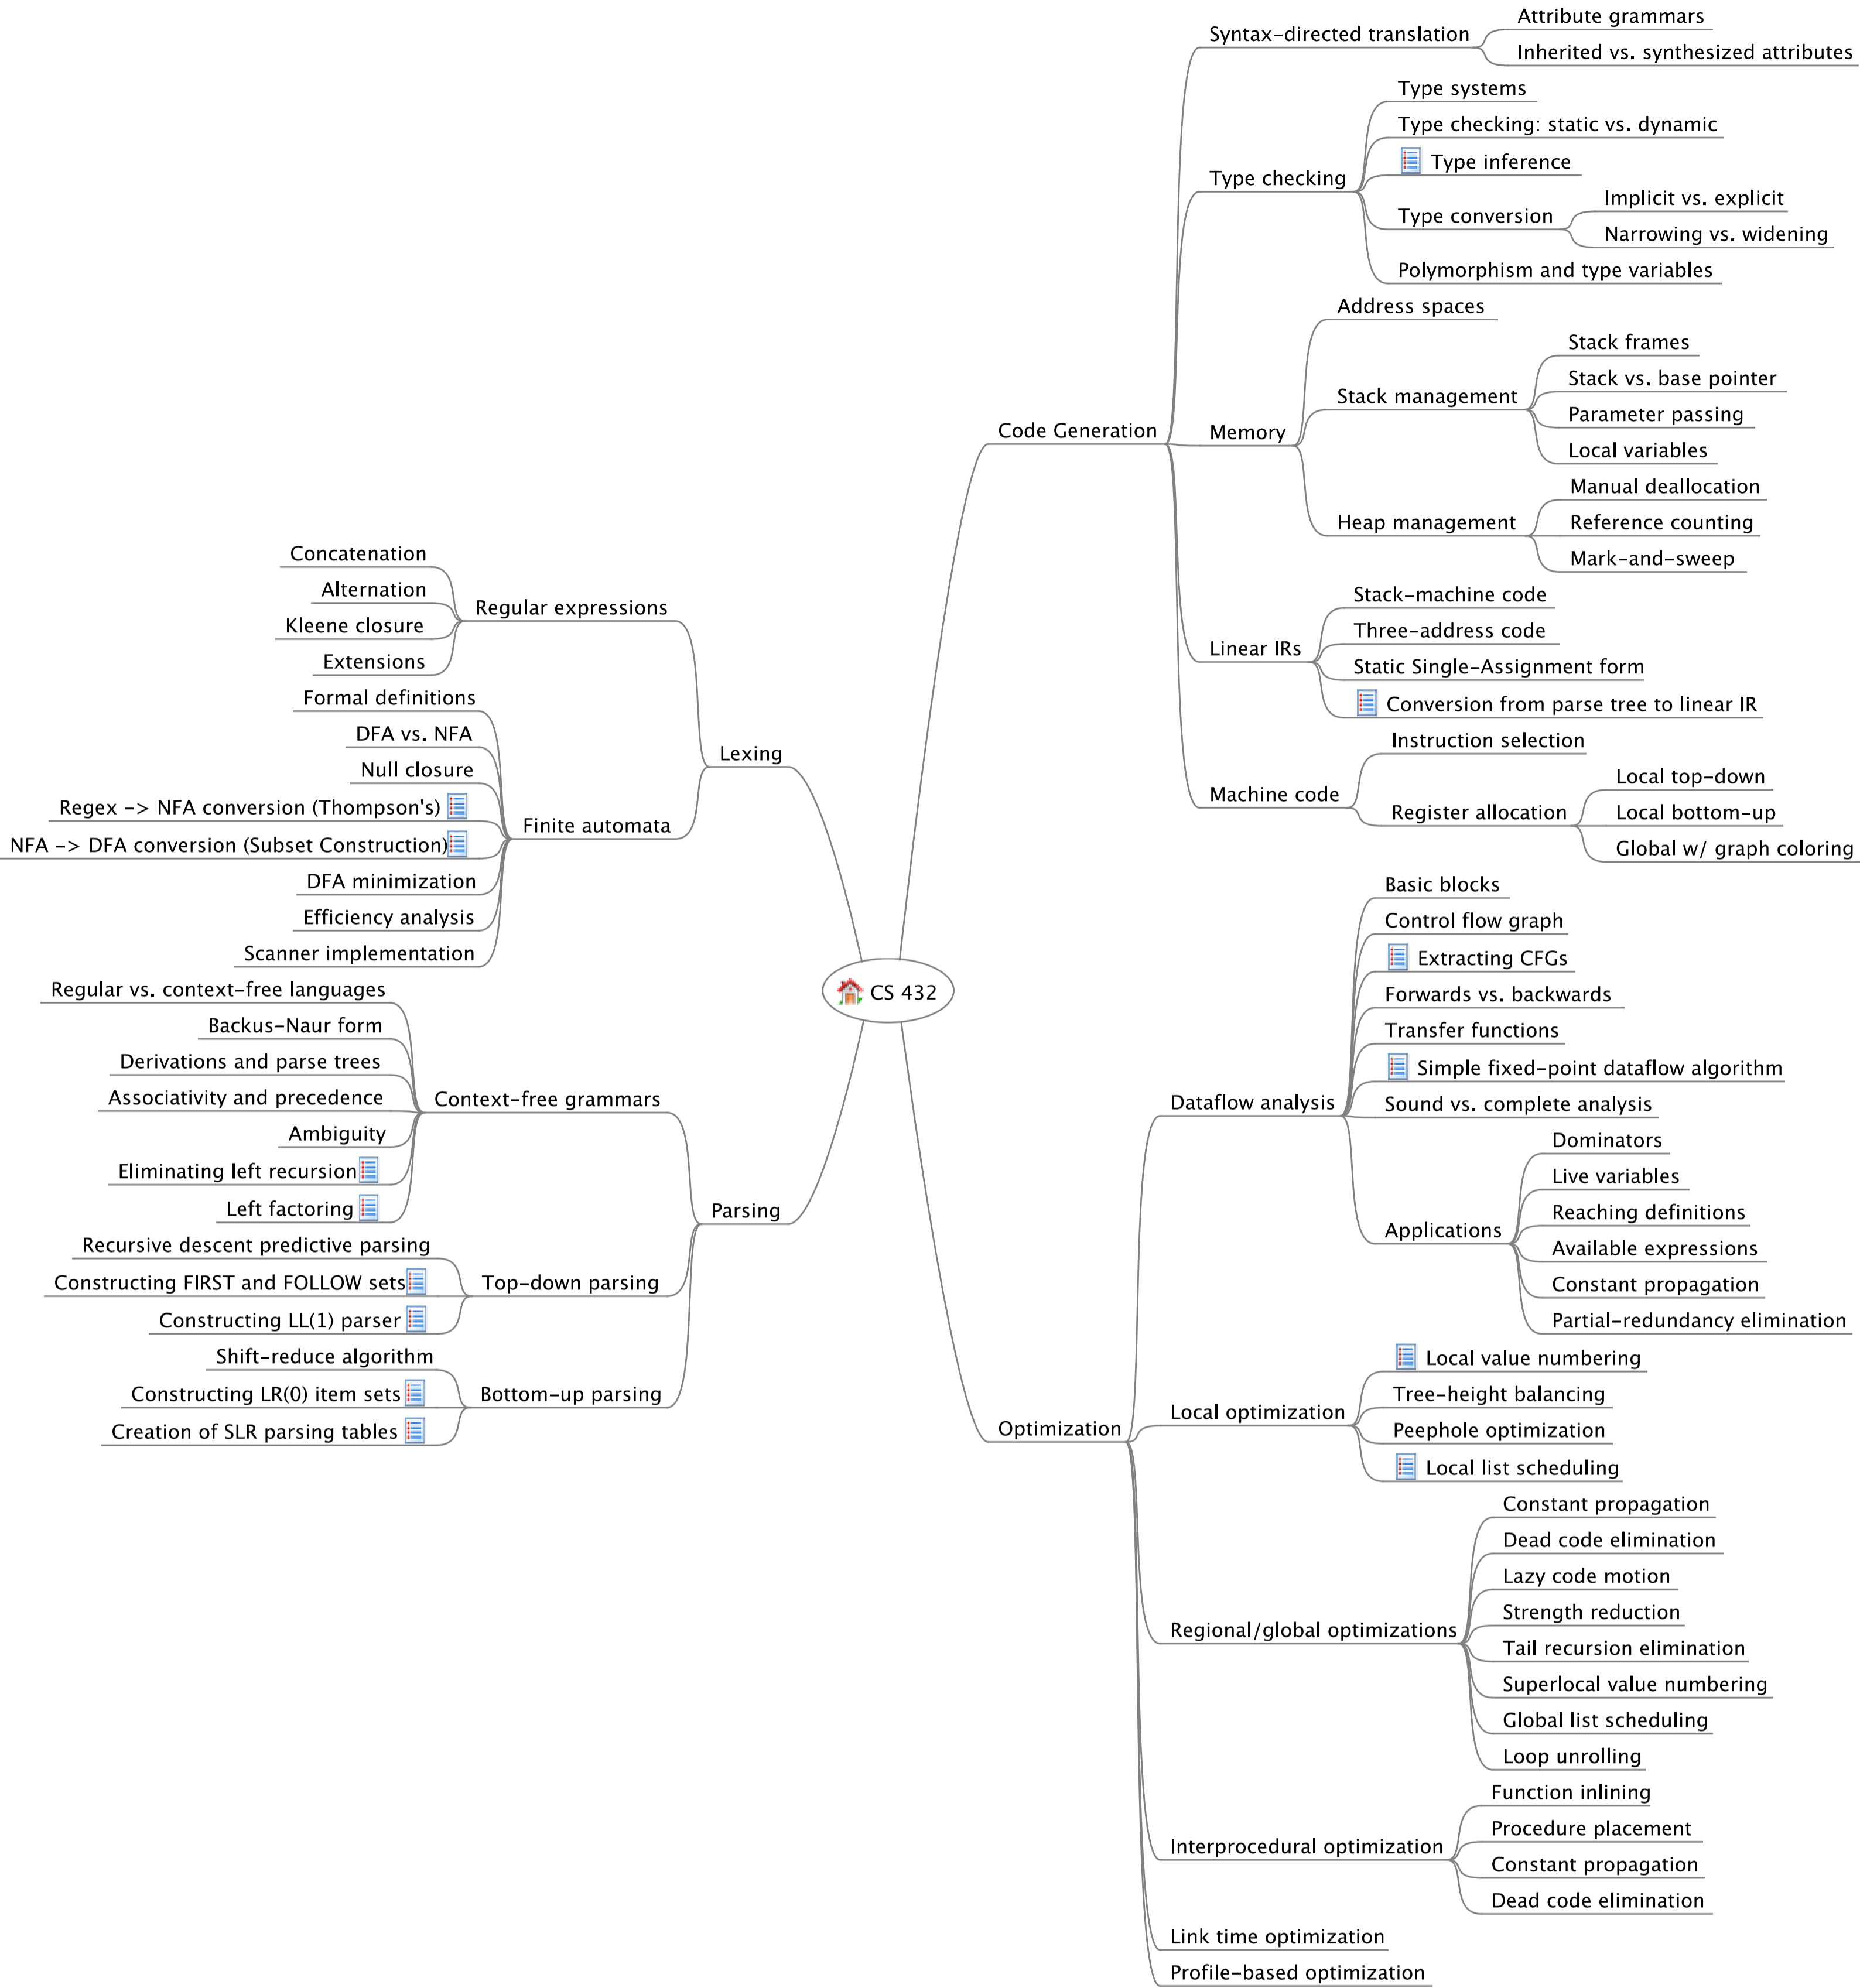 CS 432
Lexing
Regular expressions
Concatenation
Alternation
Kleene closure
Extensions
Finite automata
Formal definitions
DFA vs. NFA
Null closure
Regex -> NFA conversion (Thompson's)
NFA -> DFA conversion (Subset Construction)
DFA minimization
Efficiency analysis
Scanner implementation
Parsing
Context-free grammars
Regular vs. context-free languages
Backus-Naur form
Derivations and parse trees
Associativity and precedence
Ambiguity
Eliminating left recursion
Left factoring
Top-down parsing
Recursive descent predictive parsing
Constructing FIRST and FOLLOW sets
Constructing LL(1) parser
Bottom-up parsing
Shift-reduce algorithm
Constructing LR(0) item sets
Creation of SLR parsing tables
Code Generation
Syntax-directed translation
Attribute grammars
Inherited vs. synthesized attributes
Type checking
Type systems
Type checking: static vs. dynamic
Type inference
Type conversion
Implicit vs. explicit
Narrowing vs. widening
Polymorphism and type variables
Memory
Address spaces
Stack management
Stack frames
Stack vs. base pointer
Parameter passing
Local variables
Heap management
Manual deallocation
Reference counting
Mark-and-sweep
Linear IRs
Stack-machine code
Three-address code
Static Single-Assignment form
Conversion from parse tree to linear IR
Machine code
Instruction selection
Register allocation
Local top-down
Local bottom-up
Global w/ graph coloring
Optimization
Dataflow analysis
Basic blocks
Control flow graph
Extracting CFGs
Forwards vs. backwards
Transfer functions
Simple fixed-point dataflow algorithm
Sound vs. complete analysis
Applications
Dominators
Live variables
Reaching definitions
Available expressions
Constant propagation
Partial-redundancy elimination
Local optimization
Local value numbering
Tree-height balancing
Peephole optimization
Local list scheduling
Regional/global optimizations
Constant propagation
Dead code elimination
Lazy code motion
Strength reduction
Tail recursion elimination
Superlocal value numbering
Global list scheduling
Loop unrolling
Interprocedural optimization
Function inlining
Procedure placement
Constant propagation
Dead code elimination
Link time optimization
Profile-based optimization